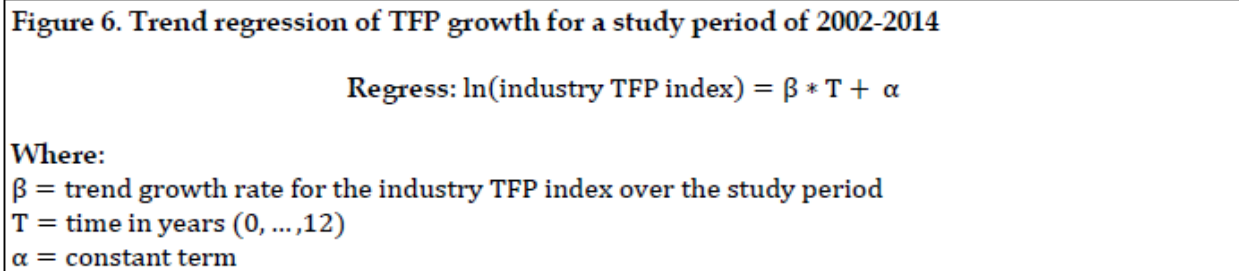 Figure 6. Trend regression of TFP growth for a study period of 2002-2014
Regress: ln(industry TFP index) = β * T + α
Where:
β = trend growth rate for the industry TFP index over the study period
T = time in years (0, ... ,12)
α = constant term